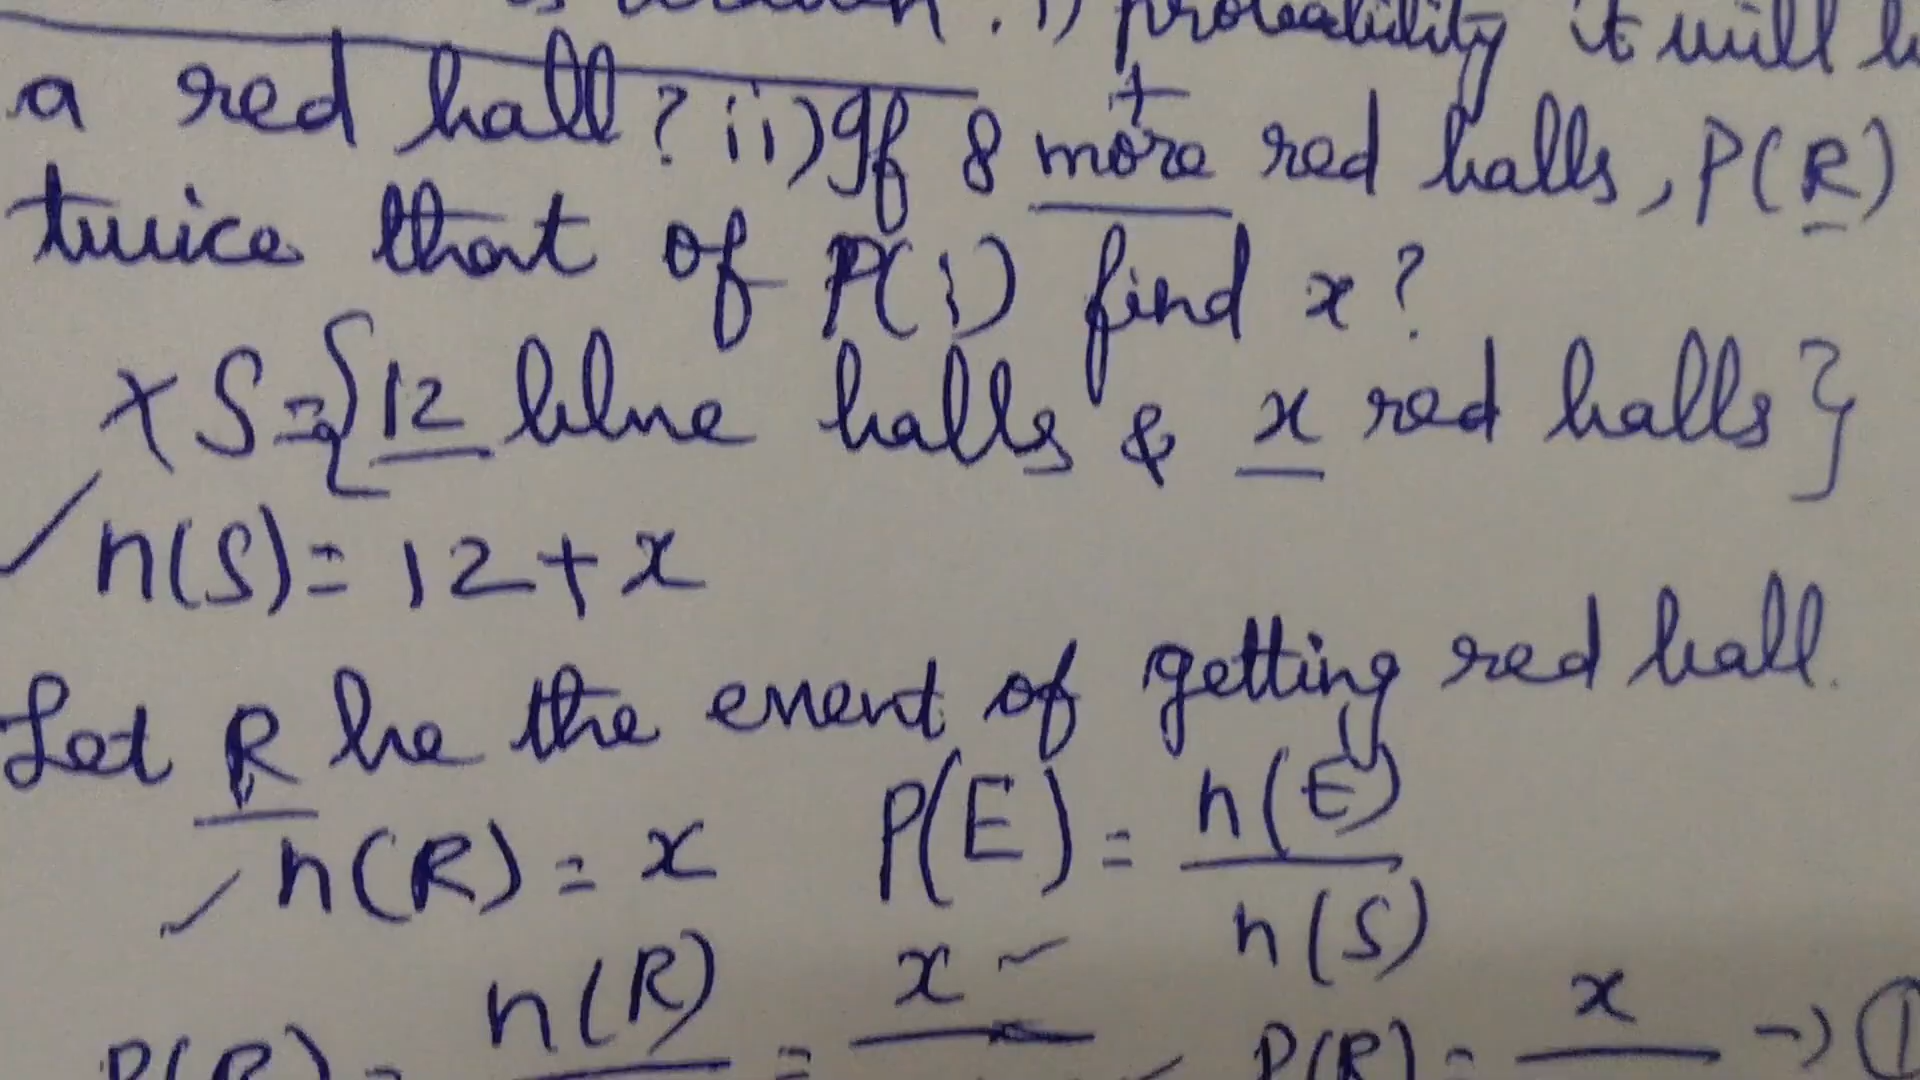 probability it will
a red ball? ii) If 8 more red balls, P(R)
+
twice that of P(i) find x?
x S = {12 blue balls & x red balls}
n(S) = 12 + x
Let R be the event of getting red ball.
n(R) = x P(E) = n(E) / n(S)
P(R) = n(R) / = x / P(R) = x / → ①